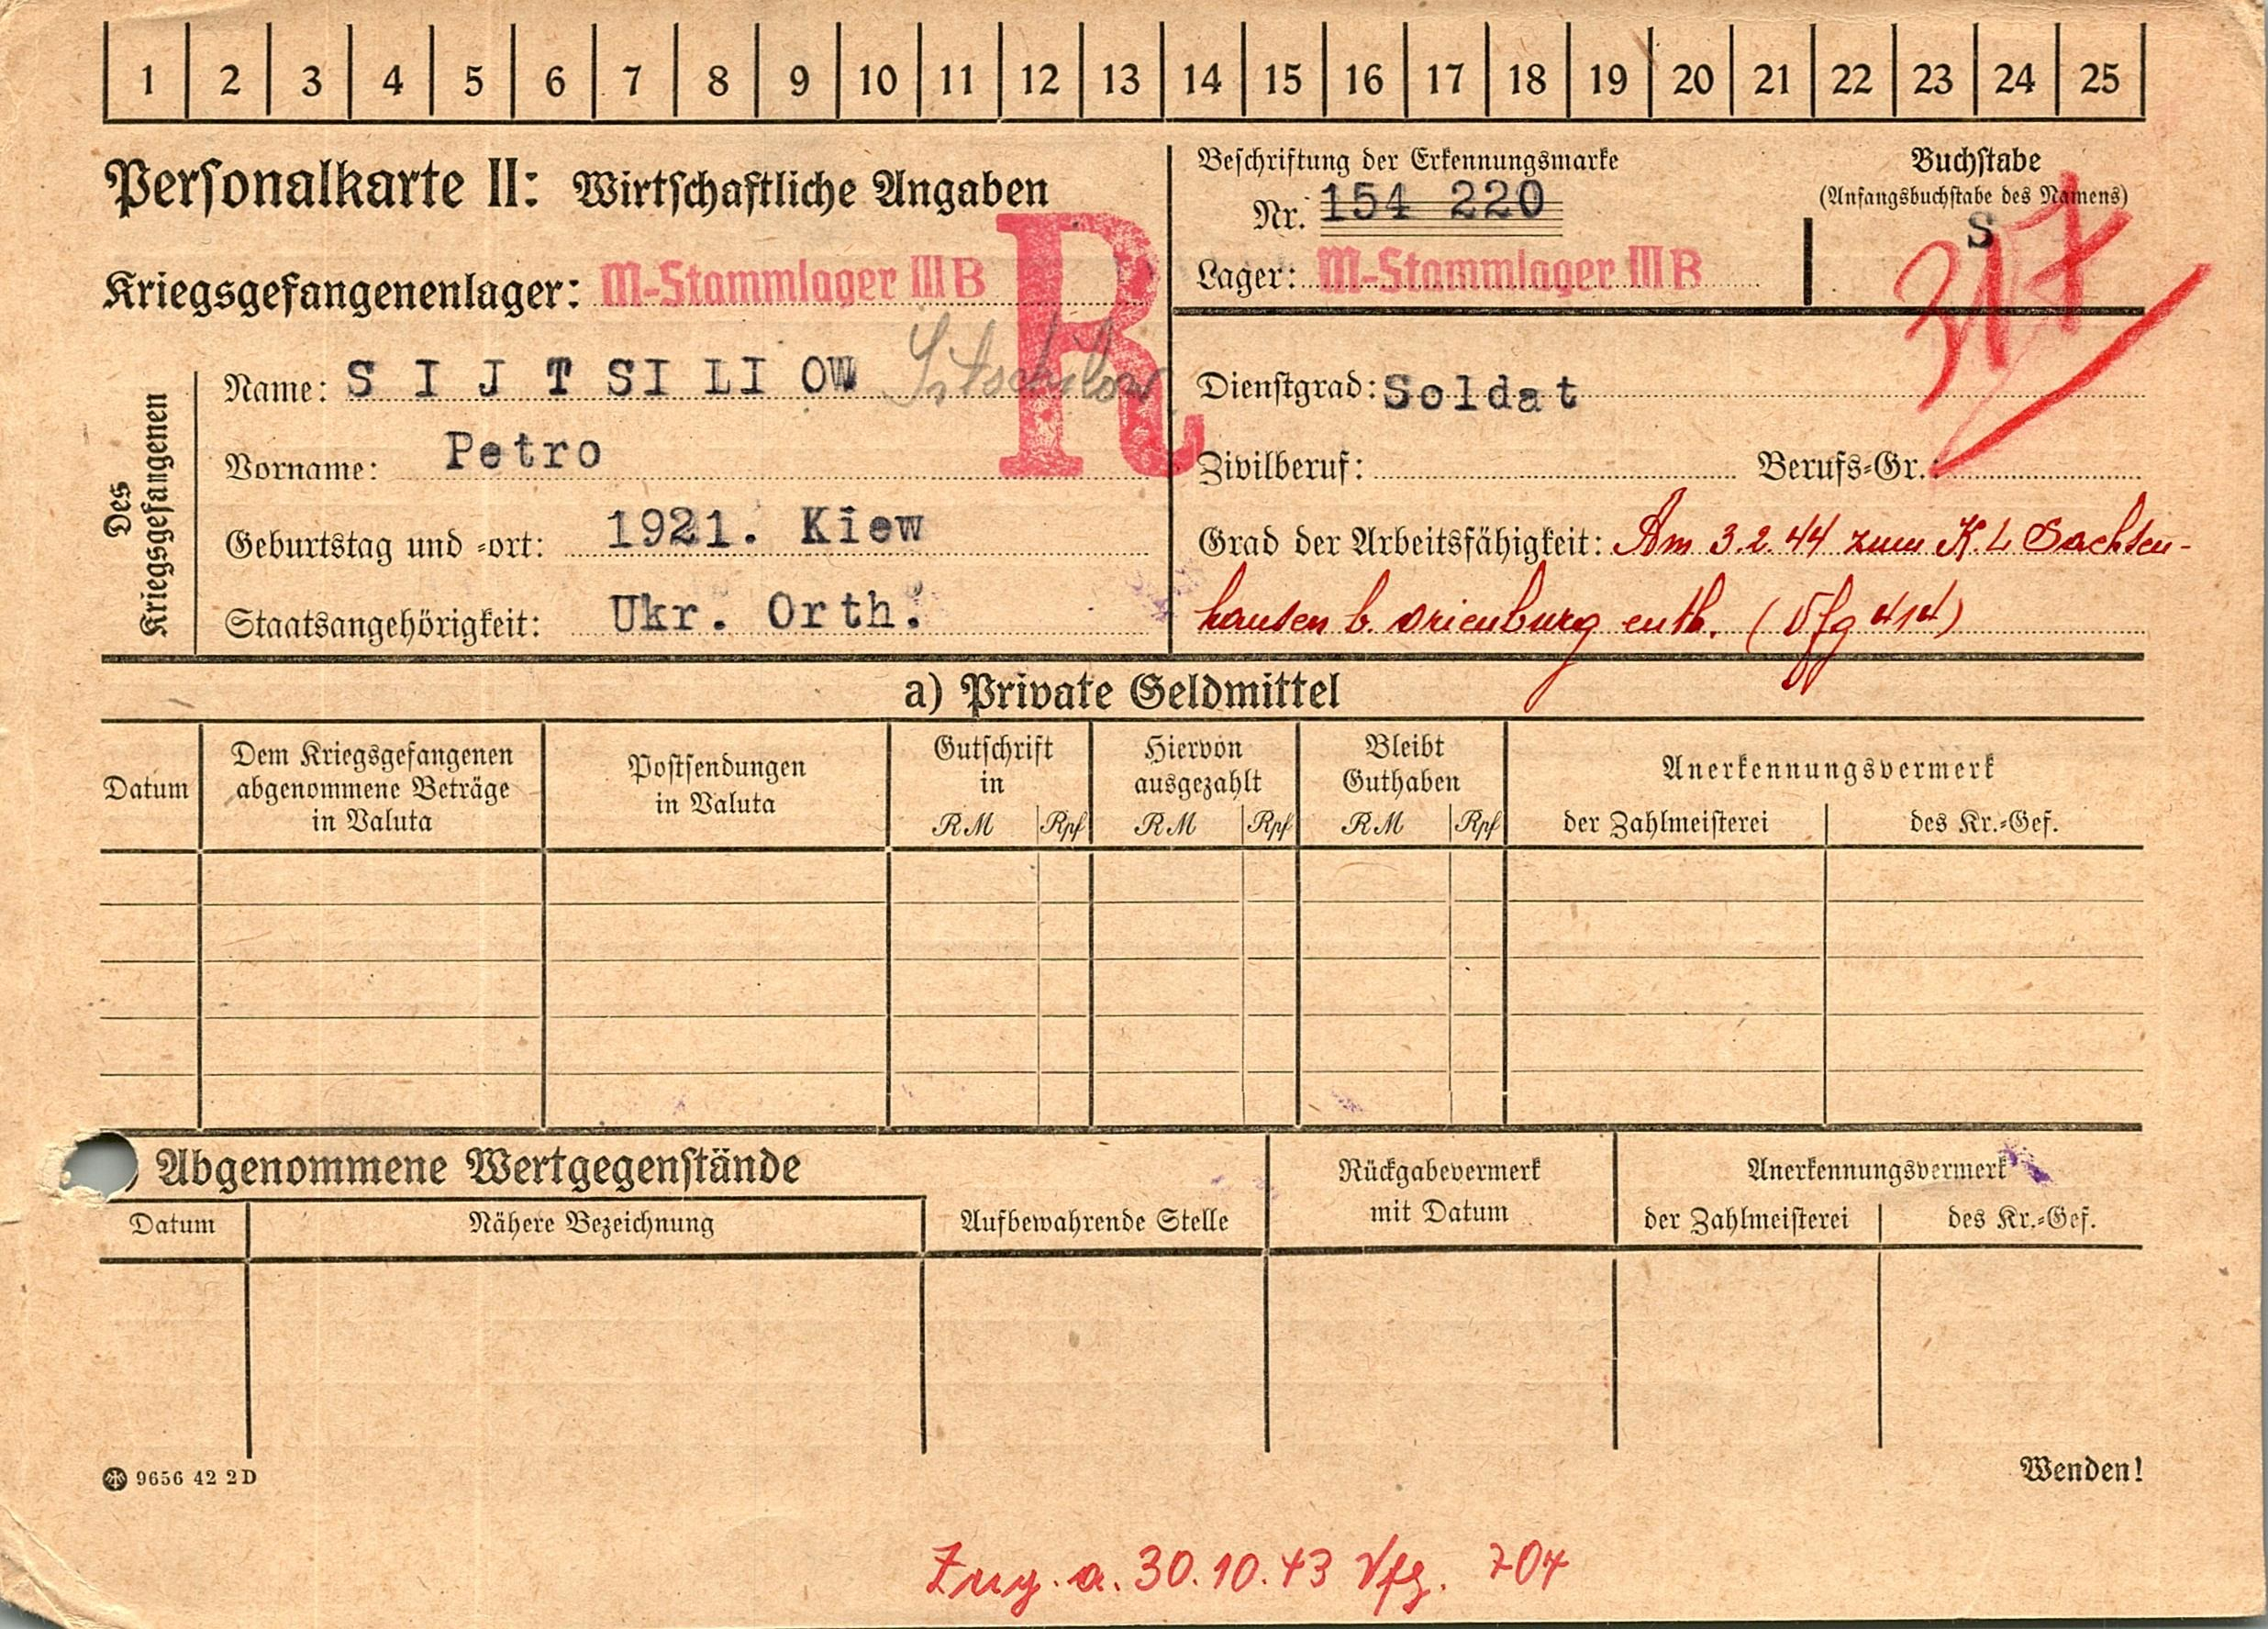 1 2 3 4 5 6 7 8 9 10 11 12 13 14 15 16 17 18 19 20 21 22 23 24 25
Personalkarte II: Wirtschaftliche Angaben
Kriegsgefangenenlager: M-Stammlager III B
R
Beschriftung der Erkennungsmarke
Nr. 154 220
Lager: M-Stammlager III B
Buchstabe
(Anfangsbuchstabe des Namens)
S
Des Kriegsgefangenen
Name: S I J T SI LI OW
Vorname: Petro
Geburtstag und -ort: 1921. Kiew
Staatsangehörigkeit: Ukr. Orth.
Dienstgrad: Soldat
Zivilberuf: Berufs-Gr.:
Grad der Arbeitsfähigkeit: Am 3.2.44 zum K.L Sachsen-
hausen b. Orienburg entl. (Vfg 414)
a) Private Geldmittel
Datum
Dem Kriegsgefangenen
abgenommene Beträge
in Valuta
Postsendungen
in Valuta
Gutschrift
in
RM Rpf
Hiervon
ausgezahlt
RM Rpf
Bleibt
Guthaben
RM Rpf
Anerkennungsvermerk
der Zahlmeisterei des Kr.-Gef.
) Abgenommene Wertgegenstände
Datum
Nähere Bezeichnung
Aufbewahrende Stelle
Rückgabevermerk
mit Datum
Anerkennungsvermerk
der Zahlmeisterei des Kr.-Gef.
9656 42 2D
Wenden!
Zug. a. 30.10.43 Vfg. 704